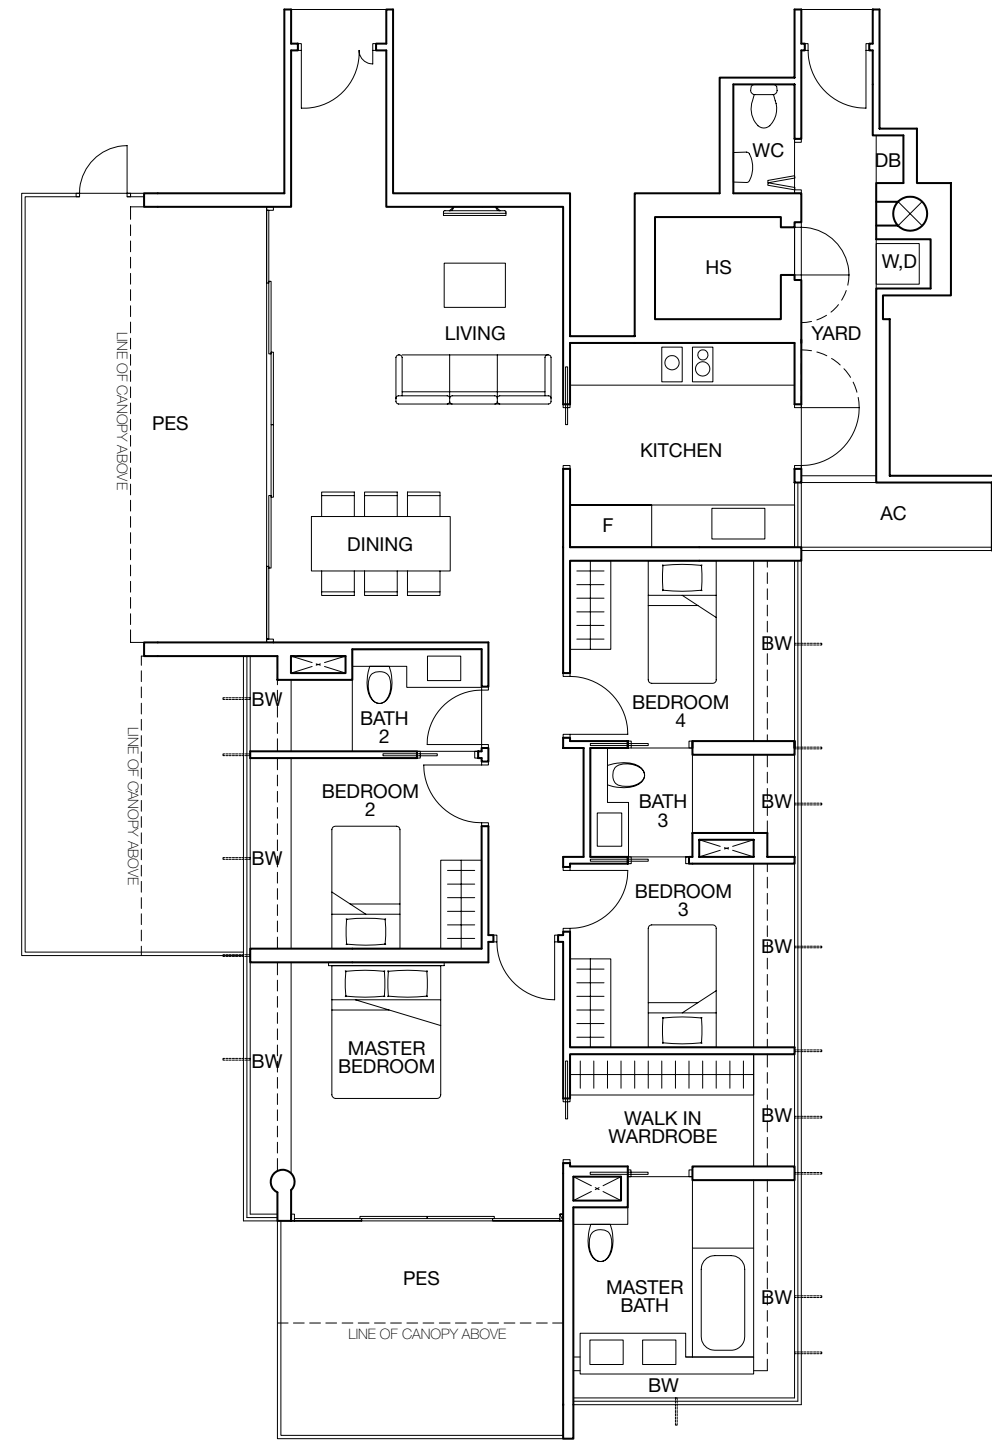 WC
DB
HS
W,D
LIVING
YARD
LINE OF CANOPY ABOVE
PES
KITCHEN
AC
F
DINING
BW
BW
BEDROOM
4
BATH
2
LINE OF CANOPY ABOVE
BEDROOM
2
BATH
3
BW
BW
BEDROOM
3
BW
MASTER
BEDROOM
BW
WALK IN
WARDROBE
BW
PES
MASTER
BATH
BW
LINE OF CANOPY ABOVE
BW